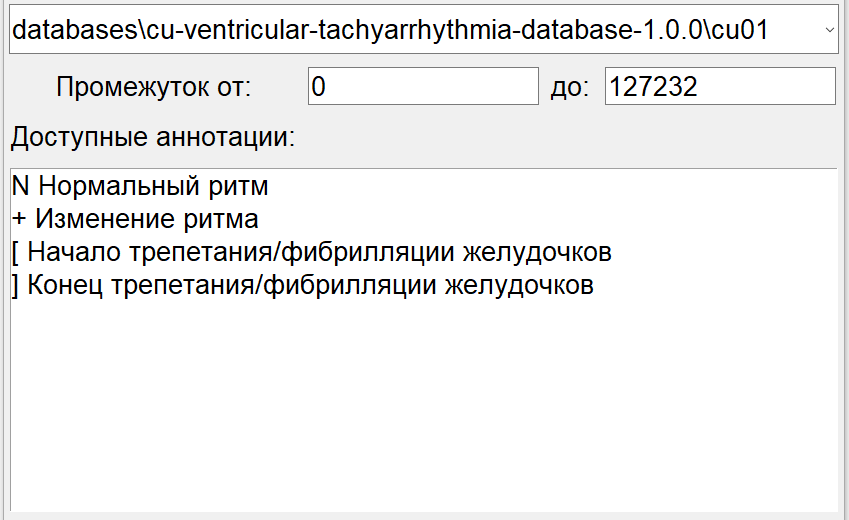 databases\cu-ventricular-tachyarrhythmia-database-1.0.0\cu01
Промежуток от: 0 до: 127232
Доступные аннотации:
N Нормальный ритм
+ Изменение ритма
[ Начало трепетания/фибрилляции желудочков
] Конец трепетания/фибрилляции желудочков